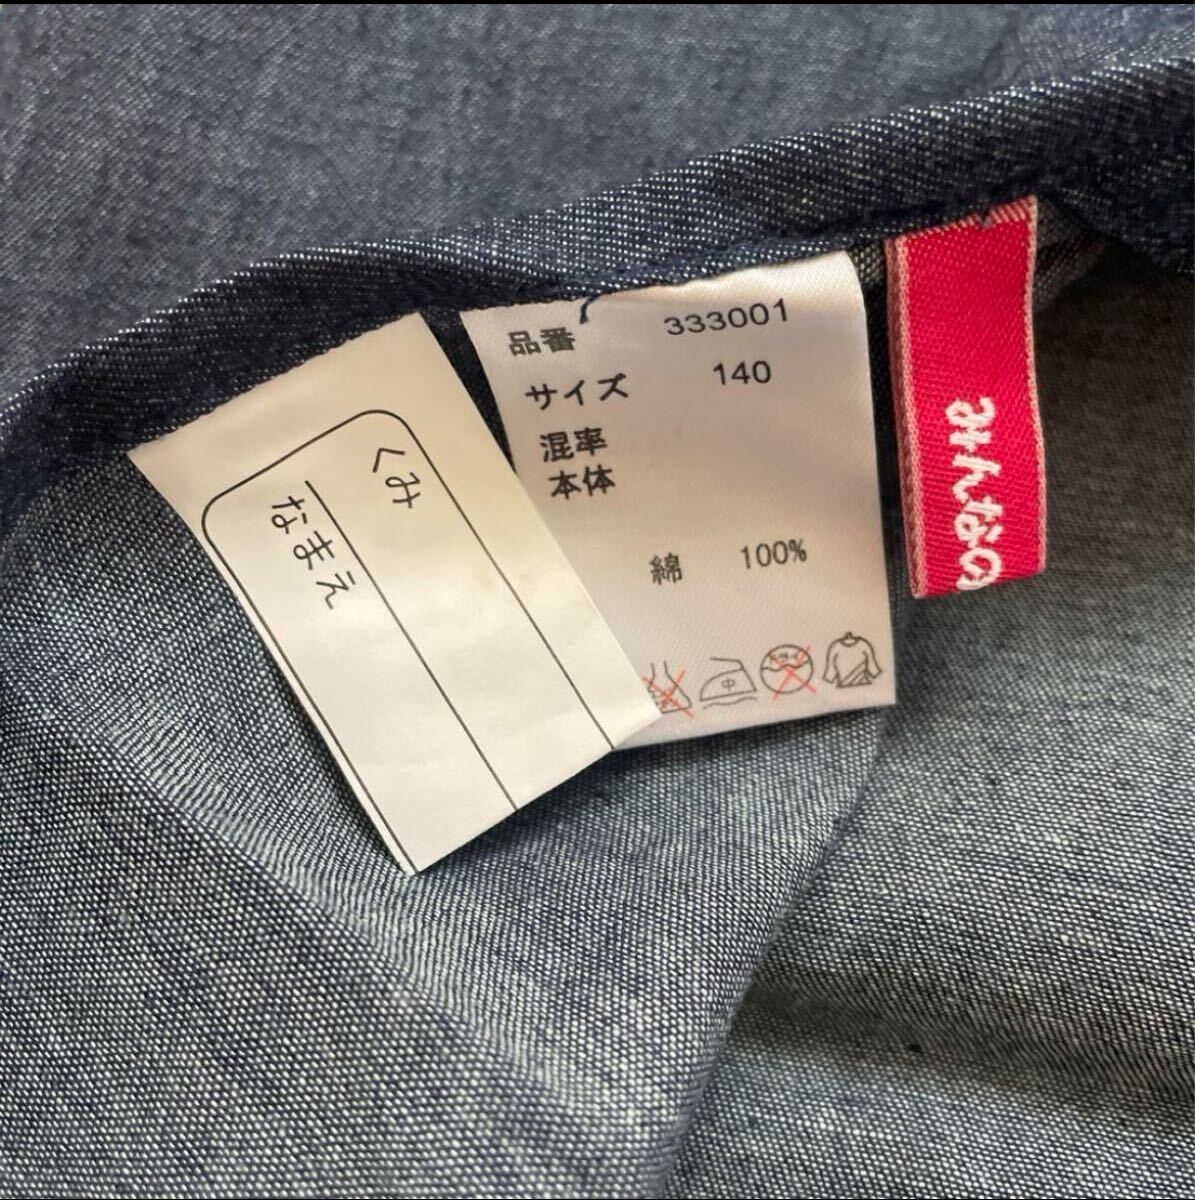 くみ
なまえ
品番 333001
サイズ 140
混率
本体
綿 100%
中
みんなの